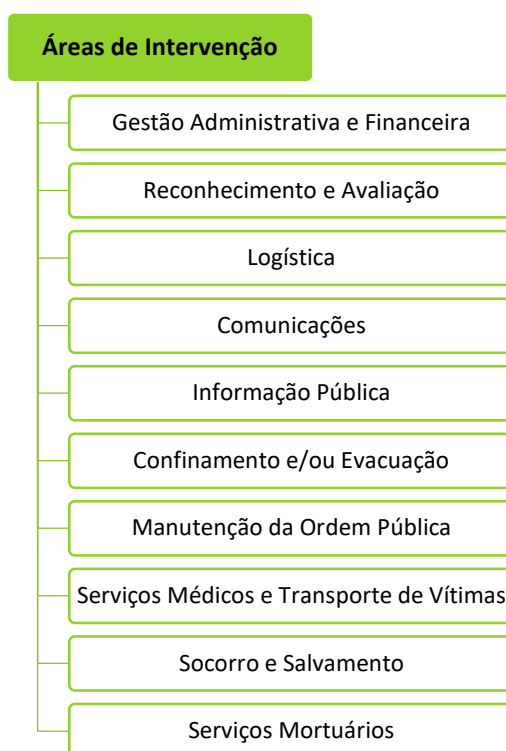 Áreas de Intervenção
Gestão Administrativa e Financeira
Reconhecimento e Avaliação
Logística
Comunicações
Informação Pública
Confinamento e/ou Evacuação
Manutenção da Ordem Pública
Serviços Médicos e Transporte de Vítimas
Socorro e Salvamento
Serviços Mortuários